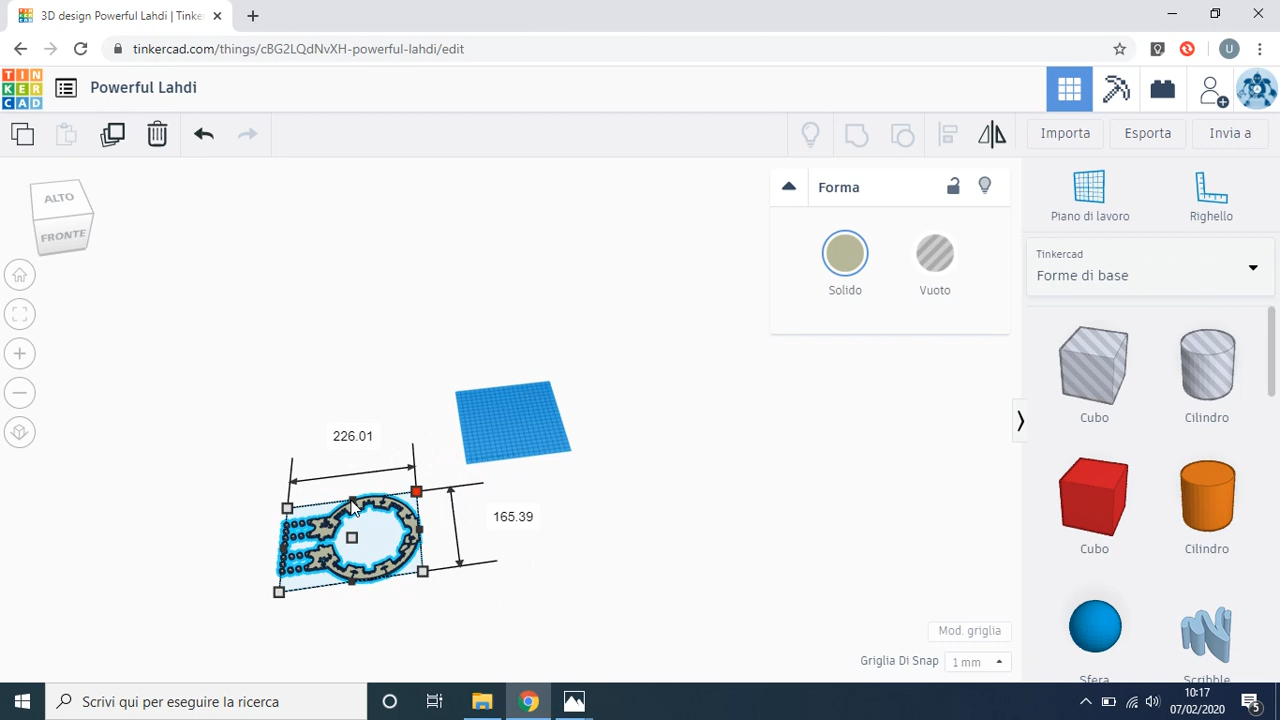 3D design Powerful Lahdi | Tinker
tinkercad.com/things/cBG2LQdNvXH-powerful-lahdi/edit
U
TIN
KER
CAD
Powerful Lahdi
Importa
Esporta
Invia a
ALTO
FRONTE
Forma
Solido
Vuoto
Piano di lavoro
Righello
Tinkercad
Forme di base
Cubo
Cilindro
Cubo
Cilindro
Sfera
Scribble
226.01
165.39
Mod. griglia
Griglia Di Snap
1 mm
Scrivi qui per eseguire la ricerca
10:17
07/02/2020
5